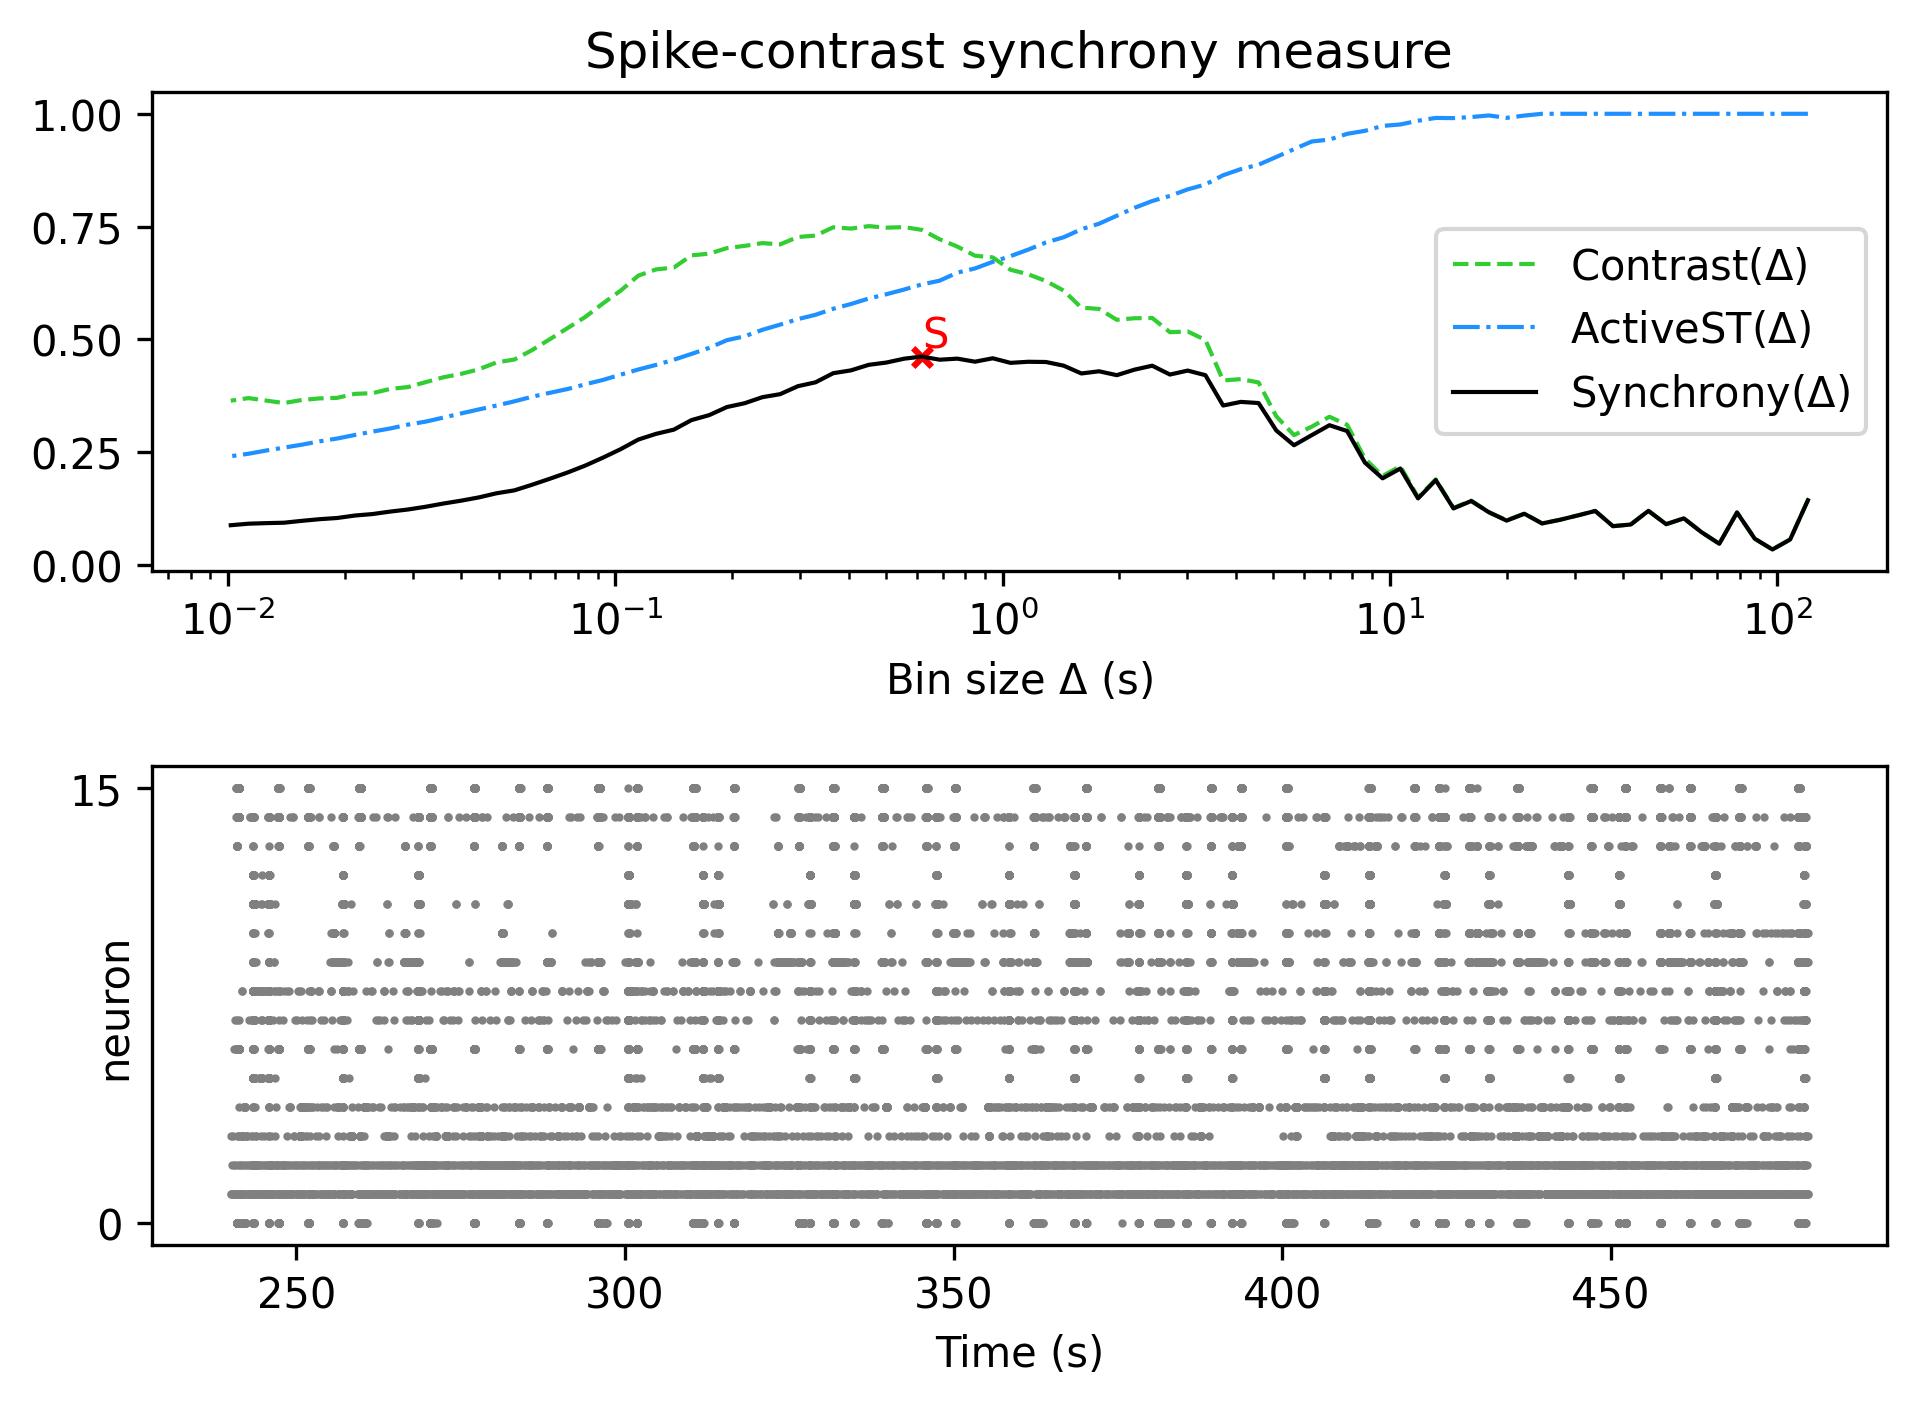 Spike-contrast synchrony measure
1.00
0.75
0.50
0.25
0.00
S
Contrast(Δ)
ActiveST(Δ)
Synchrony(Δ)
10⁻² 10⁻¹ 10⁰ 10¹ 10²
Bin size Δ (s)
15
neuron
0
250 300 350 400 450
Time (s)